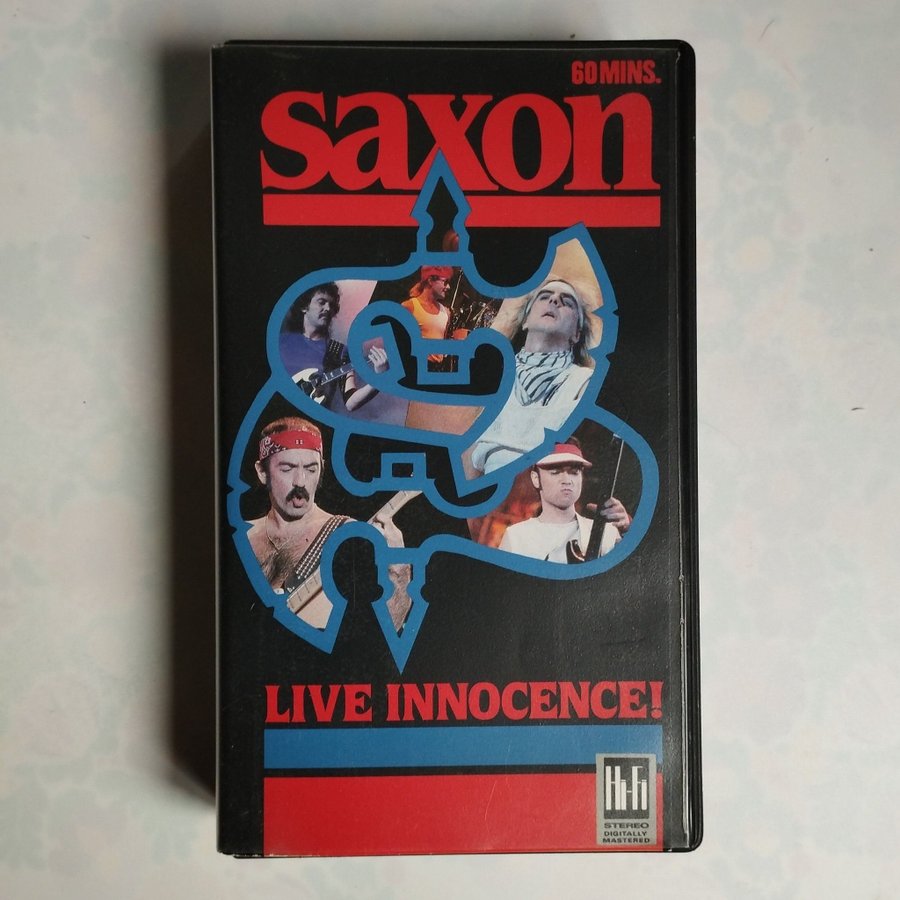 60 MINS.
saxon
LIVE INNOCENCE!
Hi-Fi
STEREO
DIGITALLY
MASTERED